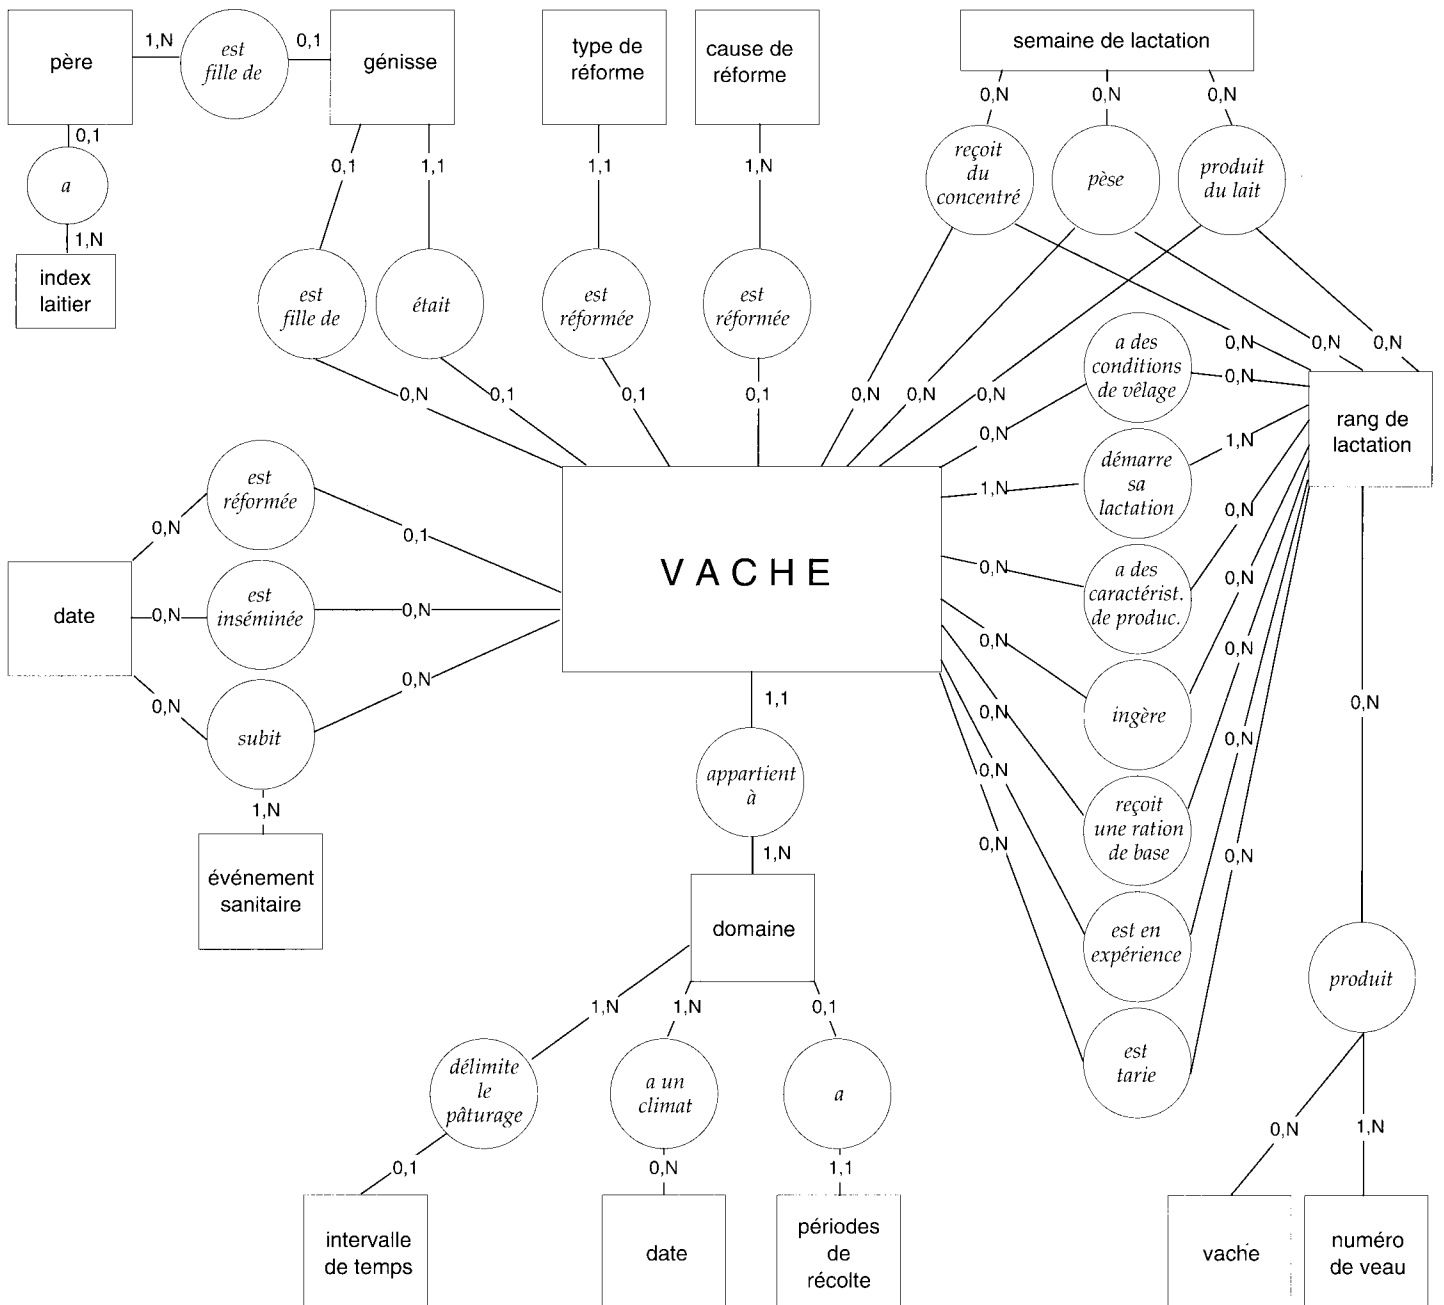 père
1,N
est
fille de
0,1
génisse
type de
réforme
cause de
réforme
semaine de lactation
0,1
a
1,N
index
laitier
0,1
1,1
1,1
1,N
0,N
0,N
0,N
reçoit
du
concentré
pèse
produit
du lait
est
fille de
était
est
réformée
est
réformée
0,N
0,1
0,1
0,1
0,N
0,N
0,N
0,N
0,N
0,N
a des
conditions
de vêlage
0,N
0,N
rang de
lactation
démarre
sa
lactation
1,N
1,N
est
réformée
0,N
0,1
VACHE
a des
caractérist.
de produc.
0,N
0,N
date
0,N
est
inséminée
0,N
0,N
subit
0,N
1,N
événement
sanitaire
ingère
0,N
0,N
reçoit
une ration
de base
0,N
0,N
est en
expérience
0,N
0,N
est
tarie
0,N
0,N
1,1
appartient
à
1,N
domaine
1,N
1,N
0,1
délimite
le
pâturage
a un
climat
a
0,1
0,N
1,1
intervalle
de temps
date
périodes
de
récolte
0,N
produit
0,N
1,N
vache
numéro
de veau